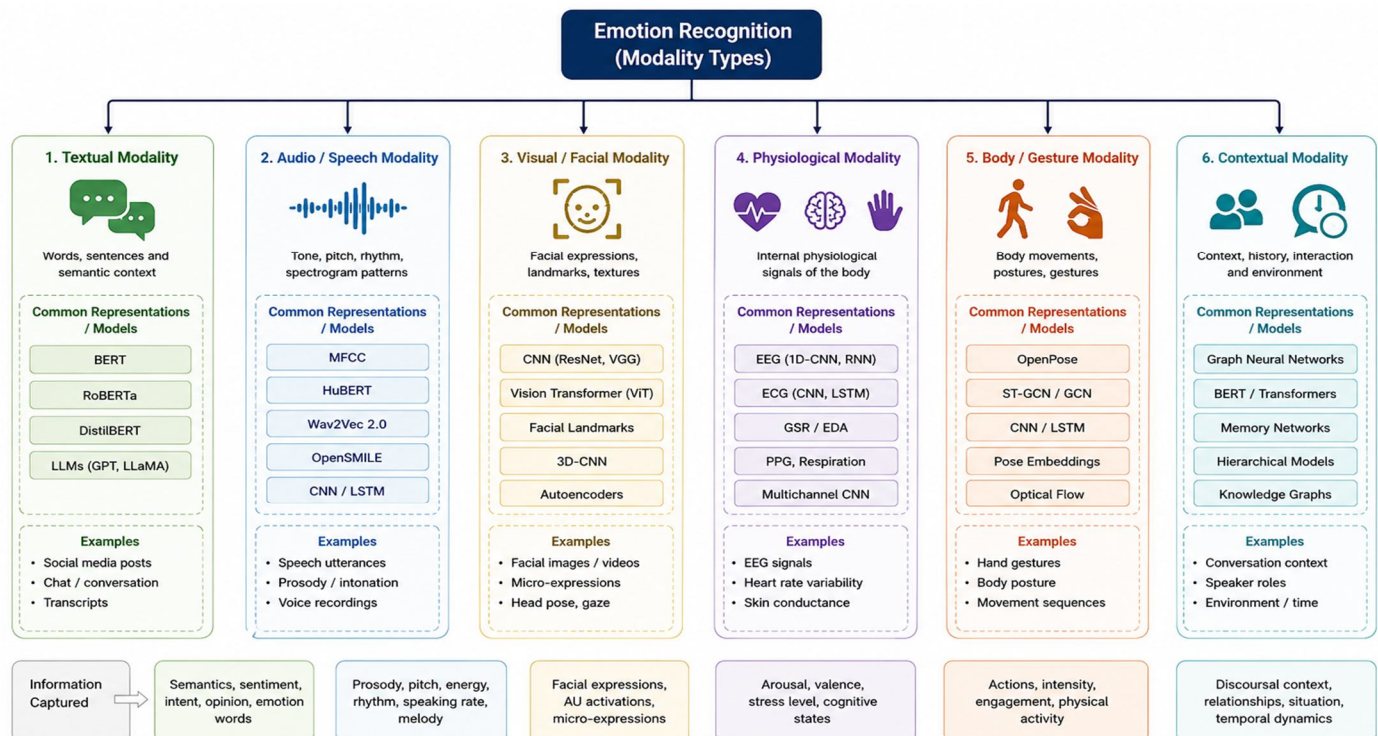 Emotion Recognition
(Modality Types)
1. Textual Modality
Words, sentences and
semantic context
Common Representations
/ Models
BERT
RoBERTa
DistilBERT
LLMs (GPT, LLaMA)
Examples
• Social media posts
• Chat / conversation
• Transcripts
2. Audio / Speech Modality
Tone, pitch, rhythm,
spectrogram patterns
Common Representations
/ Models
MFCC
HuBERT
Wav2Vec 2.0
OpenSMILE
CNN / LSTM
Examples
• Speech utterances
• Prosody / intonation
• Voice recordings
3. Visual / Facial Modality
Facial expressions,
landmarks, textures
Common Representations
/ Models
CNN (ResNet, VGG)
Vision Transformer (ViT)
Facial Landmarks
3D-CNN
Autoencoders
Examples
• Facial images / videos
• Micro-expressions
• Head pose, gaze
4. Physiological Modality
Internal physiological
signals of the body
Common Representations
/ Models
EEG (1D-CNN, RNN)
ECG (CNN, LSTM)
GSR / EDA
PPG, Respiration
Multichannel CNN
Examples
• EEG signals
• Heart rate variability
• Skin conductance
5. Body / Gesture Modality
Body movements,
postures, gestures
Common Representations
/ Models
OpenPose
ST-GCN / GCN
CNN / LSTM
Pose Embeddings
Optical Flow
Examples
• Hand gestures
• Body posture
• Movement sequences
6. Contextual Modality
Context, history, interaction
and environment
Common Representations
/ Models
Graph Neural Networks
BERT / Transformers
Memory Networks
Hierarchical Models
Knowledge Graphs
Examples
• Conversation context
• Speaker roles
• Environment / time
Information
Captured
Semantics, sentiment,
intent, opinion, emotion
words
Prosody, pitch, energy,
rhythm, speaking rate,
melody
Facial expressions,
AU activations,
micro-expressions
Arousal, valence,
stress level, cognitive
states
Actions, intensity,
engagement, physical
activity
Discoursal context,
relationships, situation,
temporal dynamics